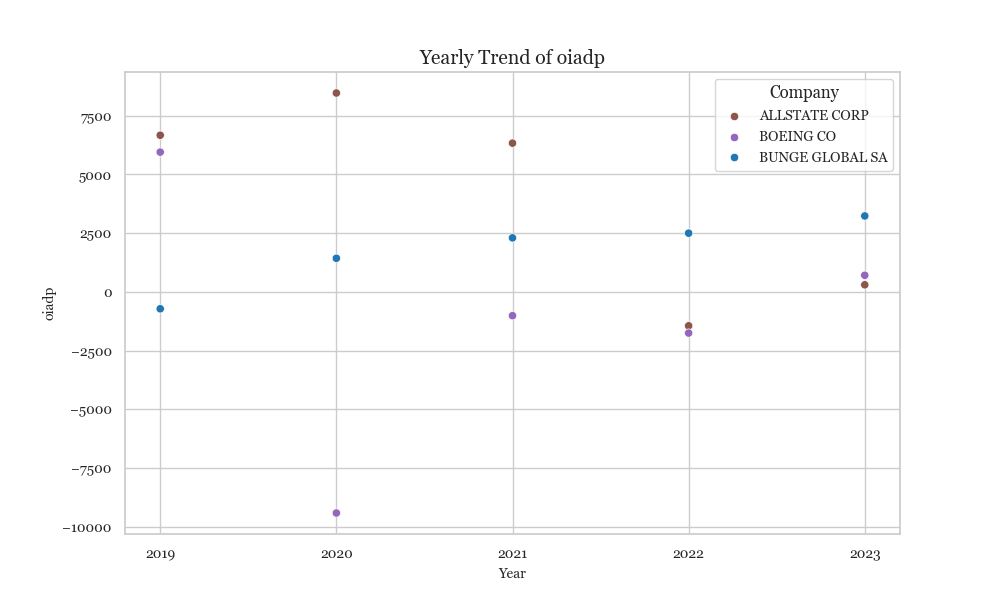 Yearly Trend of oiadp
Company
ALLSTATE CORP
BOEING CO
BUNGE GLOBAL SA
7500
5000
2500
0
−2500
−5000
−7500
−10000
oiadp
2019 2020 2021 2022 2023
Year